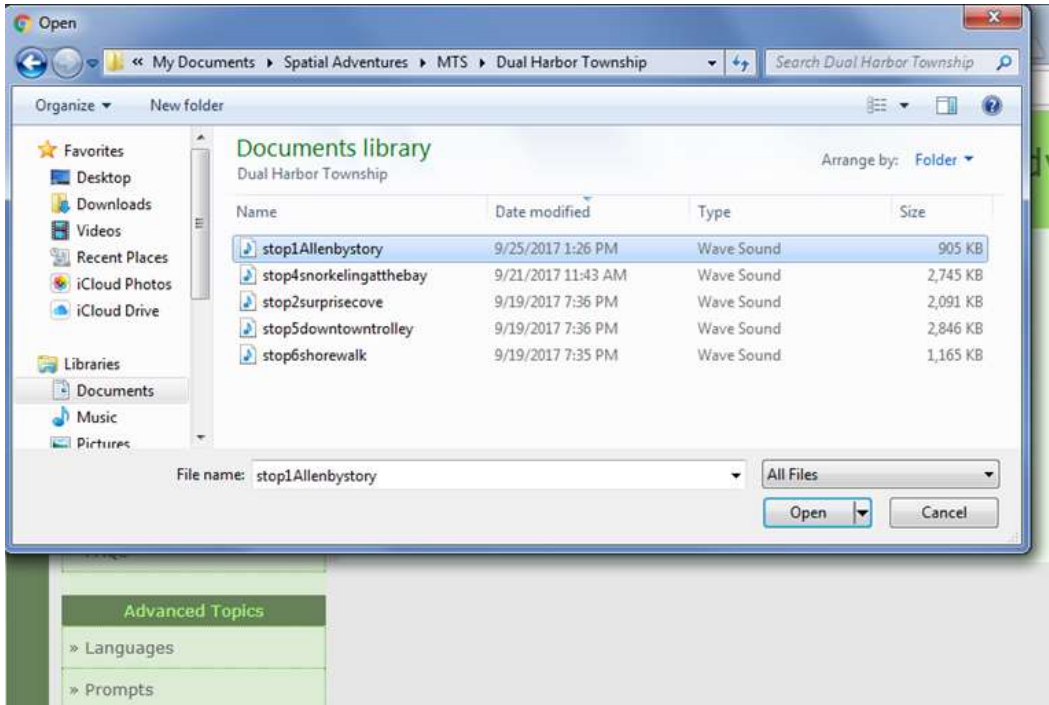 Open
« My Documents ▸ Spatial Adventures ▸ MTS ▸ Dual Harbor Township
Search Dual Harbor Township
Organize New folder
Favorites
Desktop
Downloads
Videos
Recent Places
iCloud Photos
iCloud Drive
Libraries
Documents
Music
Pictures
Documents library
Dual Harbor Township
Arrange by: Folder
Name Date modified Type Size
stop1Allenbystory 9/25/2017 1:26 PM Wave Sound 905 KB
stop4snorkelingatthebay 9/21/2017 11:43 AM Wave Sound 2,745 KB
stop2surprisecove 9/19/2017 7:36 PM Wave Sound 2,091 KB
stop5downtowntrolley 9/19/2017 7:36 PM Wave Sound 2,846 KB
stop6shorewalk 9/19/2017 7:35 PM Wave Sound 1,165 KB
File name: stop1Allenbystory
All Files
Open Cancel
Advanced Topics
» Languages
» Prompts